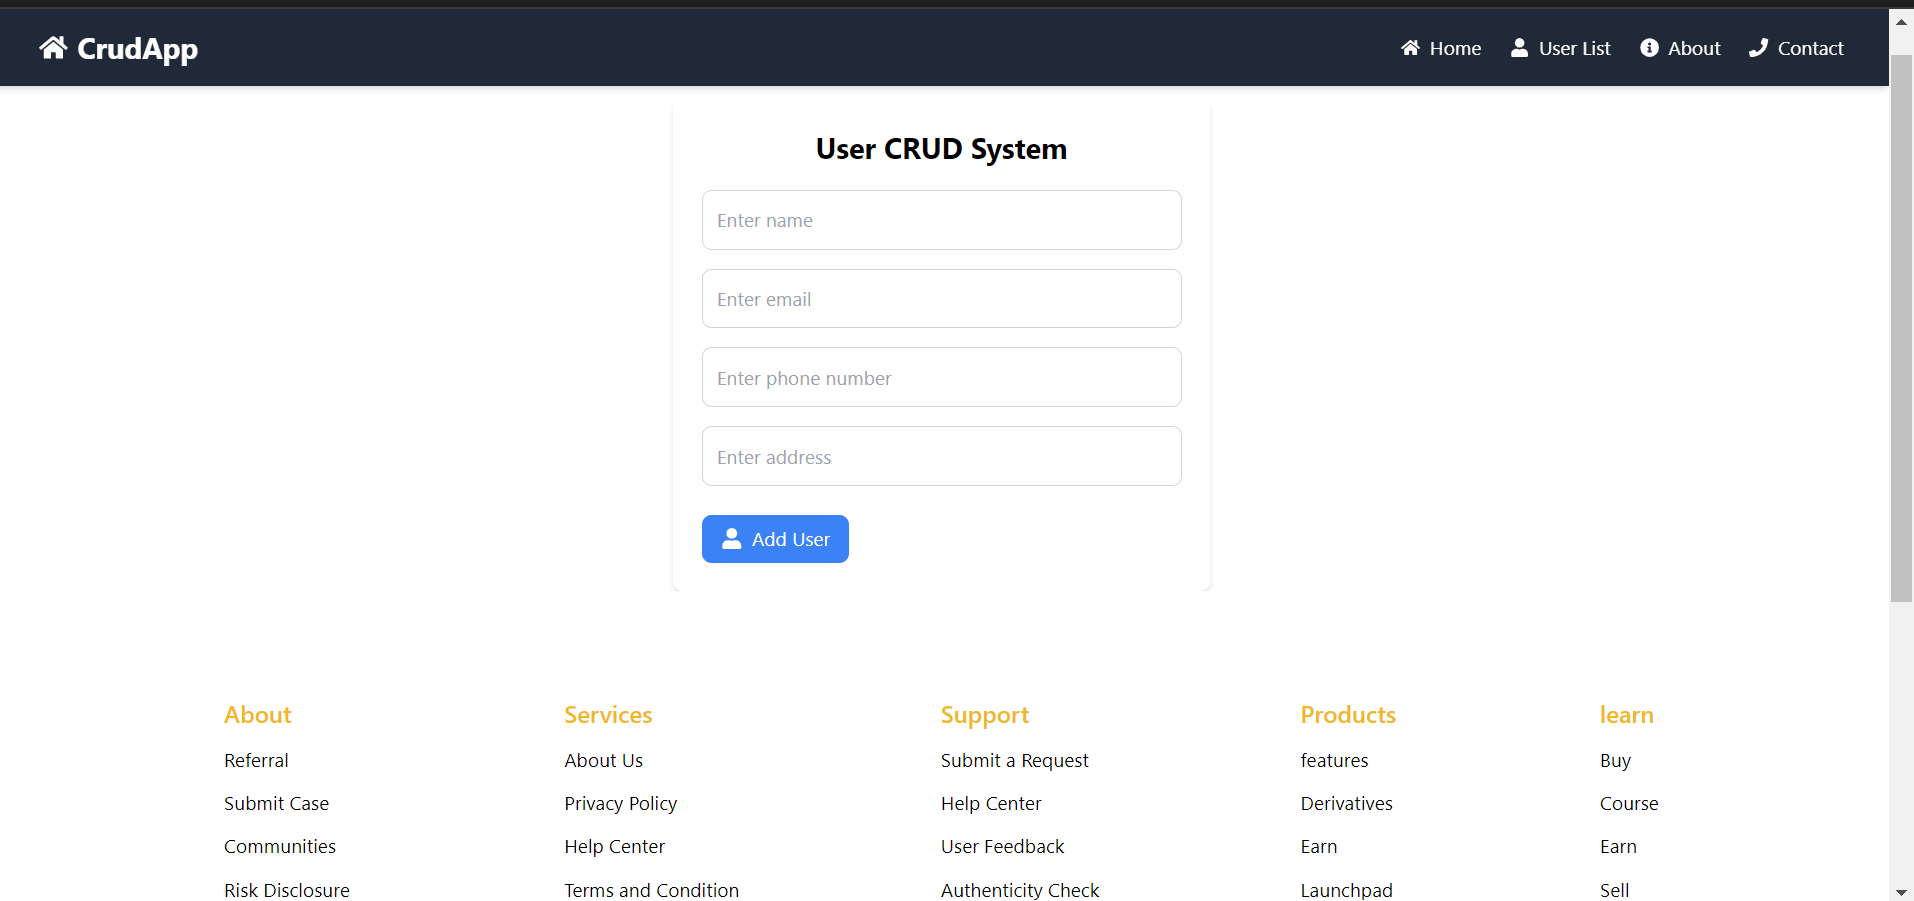 CrudApp
Home User List About Contact
User CRUD System
Enter name
Enter email
Enter phone number
Enter address
Add User
About
Referral
Submit Case
Communities
Risk Disclosure
Services
About Us
Privacy Policy
Help Center
Terms and Condition
Support
Submit a Request
Help Center
User Feedback
Authenticity Check
Products
features
Derivatives
Earn
Launchpad
learn
Buy
Course
Earn
Sell